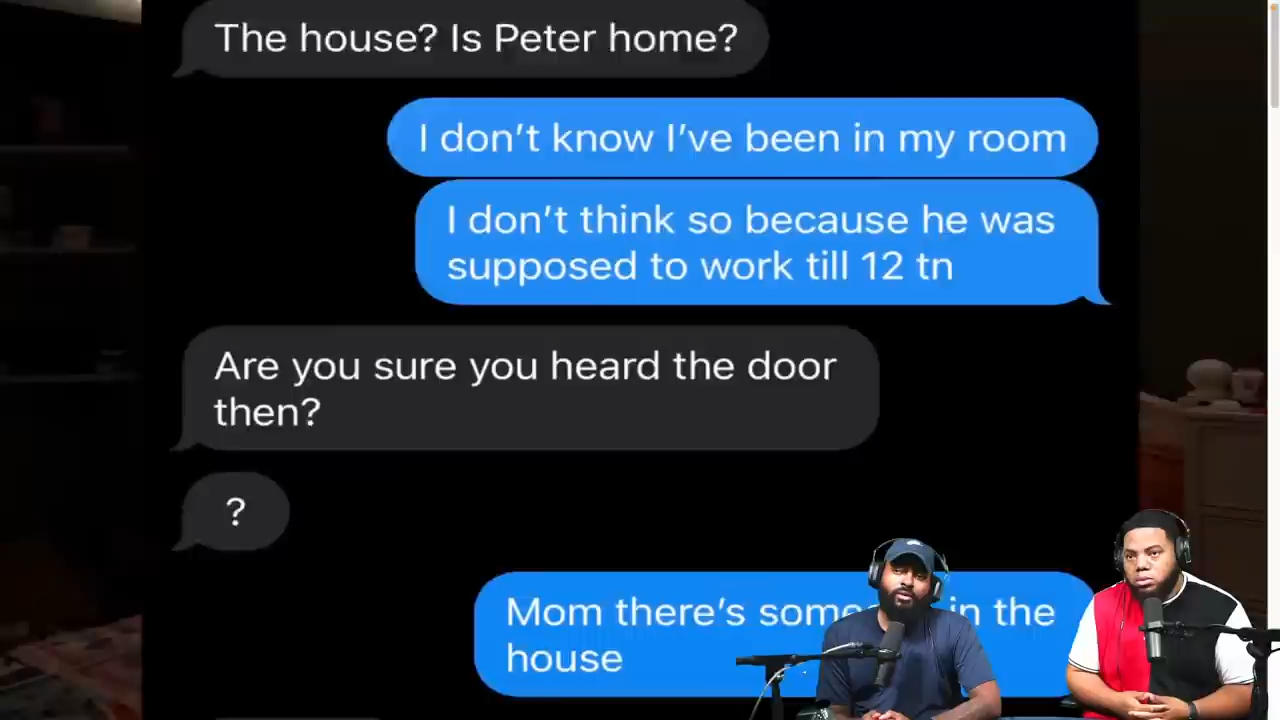 The house? Is Peter home?
I don't know I've been in my room
I don't think so because he was
supposed to work till 12 tn
Are you sure you heard the door
then?
?
Mom there's in the
house